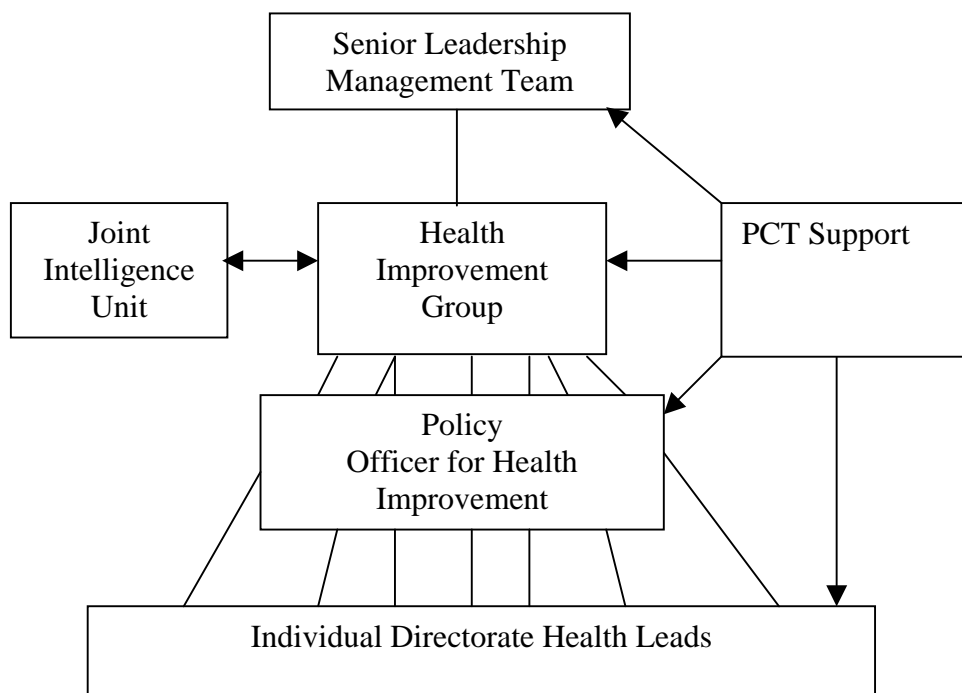 Senior Leadership
Management Team
Joint
Intelligence
Unit
Health
Improvement
Group
PCT Support
Policy
Officer for Health
Improvement
Individual Directorate Health Leads